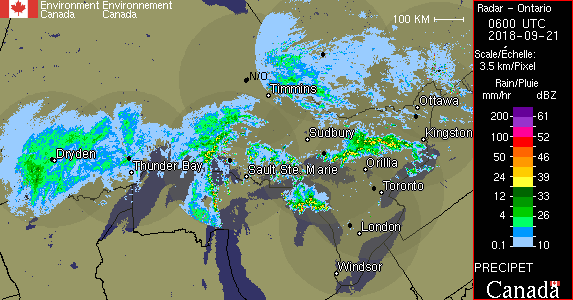 Environment Environnement
Canada Canada
100 KM
N/O
Timmins
Ottawa
Sudbury
Kingston
Dryden
Thunder Bay
Sault Ste. Marie
Orillia
Toronto
London
Windsor
Radar - Ontario
0600 UTC
2018-09-21
Scale/Échelle:
3.5 km/Pixel
Rain/Pluie
mm/hr dBZ
200 61
100 52
50 46
24 39
12 33
4 26
0.1 10
PRECIPET
Canada